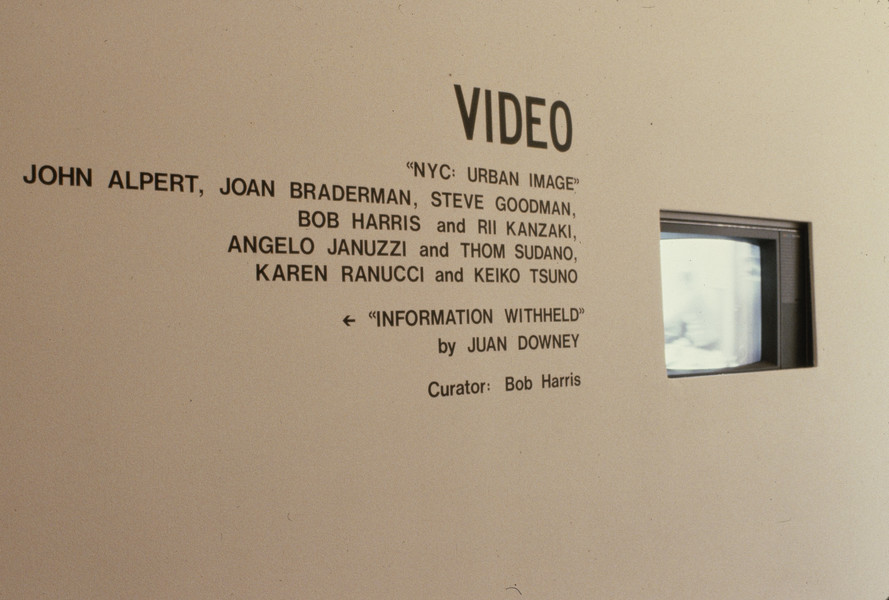 VIDEO
«NYC: URBAN IMAGE»
JOHN ALPERT, JOAN BRADERMAN, STEVE GOODMAN,
BOB HARRIS and RII KANZAKI,
ANGELO JANUZZI and THOM SUDANO,
KAREN RANUCCI and KEIKO TSUNO
← «INFORMATION WITHHELD»
by JUAN DOWNEY
Curator: Bob Harris